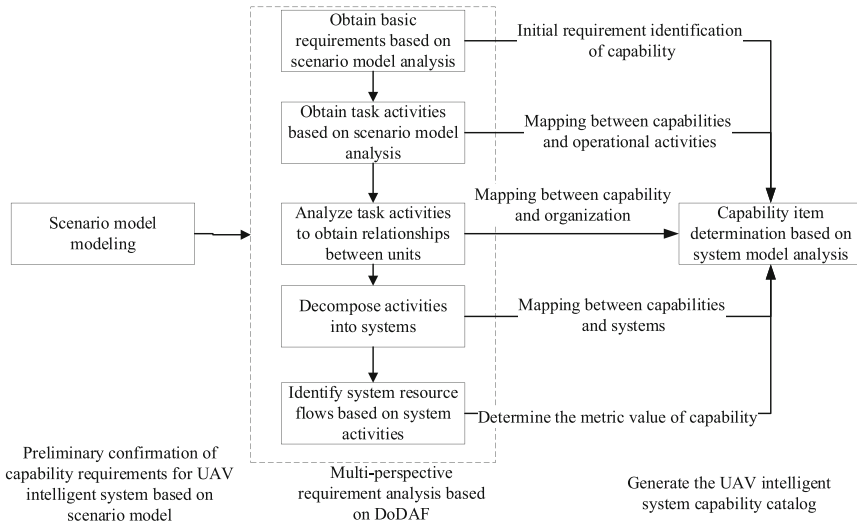 Obtain basic
requirements based on
scenario model analysis
Initial requirement identification
of capability
Obtain task activities
based on scenario model
analysis
Mapping between capabilities
and operational activities
Scenario model
modeling
Analyze task activities
to obtain relationships
between units
Mapping between capability
and organization
Capability item
determination based on
system model analysis
Decompose activities
into systems
Mapping between capabilities
and systems
Identify system resource
flows based on system
activities
Determine the metric value of capability
Preliminary confirmation of
capability requirements for UAV
intelligent system based on
scenario model
Multi-perspective
requirement analysis based
on DoDAF
Generate the UAV intelligent
system capability catalog